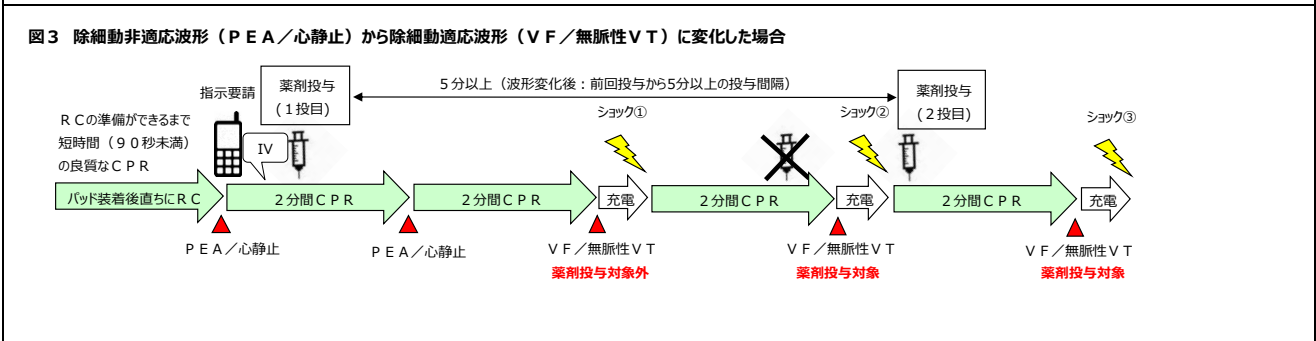 図3 除細動非適応波形（PEA／心静止）から除細動適応波形（VF／無脈性VT）に変化した場合
RCの準備ができるまで
短時間（90秒未満）
の良質なCPR
指示要請
薬剤投与
(1投目)
5分以上（波形変化後：前回投与から5分以上の投与間隔）
薬剤投与
(2投目)
ショック①
ショック②
ショック③
IV
パッド装着後直ちにRC
2分間CPR
2分間CPR
充電
2分間CPR
充電
2分間CPR
充電
PEA／心静止
PEA／心静止
VF／無脈性VT
薬剤投与対象外
VF／無脈性VT
薬剤投与対象
VF／無脈性VT
薬剤投与対象